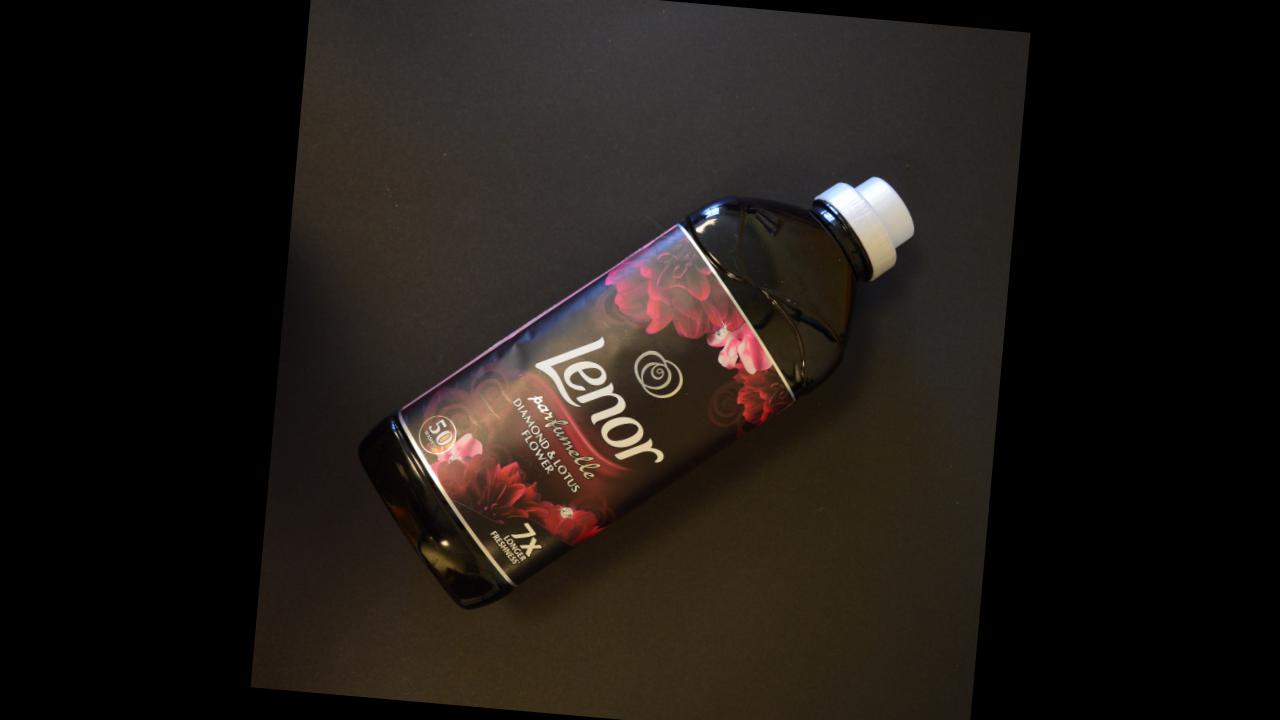 Lenor
parfumelle
DIAMOND & LOTUS
FLOWER
50
7x
LONGER
FRESHNESS*